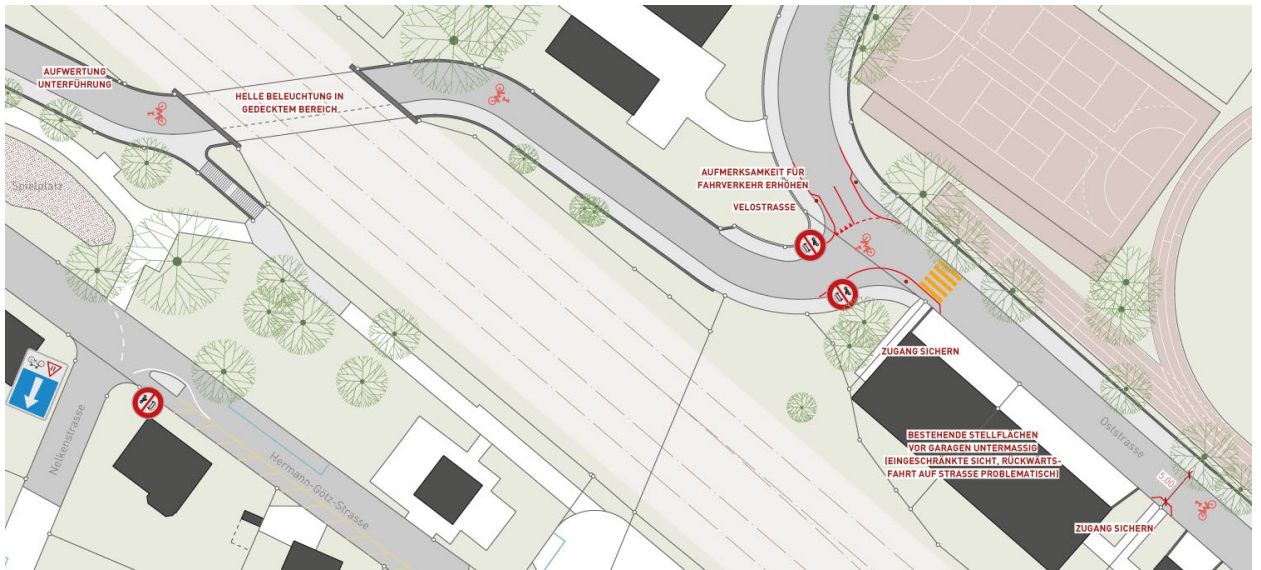 AUFWERTUNG
UNTERFÜHRUNG
HELLE BELEUCHTUNG IN
GEDECKTEM BEREICH
Spielplatz
AUFMERKSAMKEIT FÜR
FAHRVERKEHR ERHÖHEN
VELOSTRASSE
ZUGANG SICHERN
Nelkenstrasse
Hermann-Götz-Strasse
BESTEHENDE STELLFLÄCHEN
VOR GARAGEN UNTERMASSIG
(EINGESCHRÄNKTE SICHT, RÜCKWÄRTS-
FAHRT AUF STRASSE PROBLEMATISCH)
Oststrasse
5,00
ZUGANG SICHERN